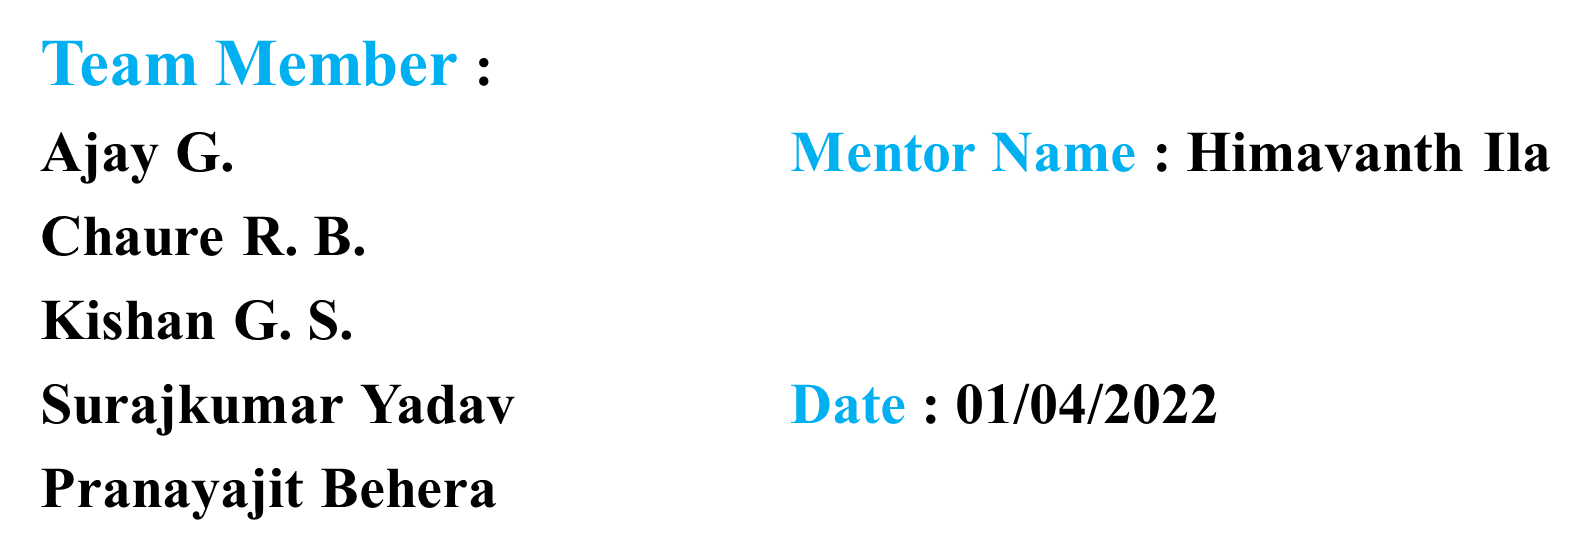 Team Member :
Ajay G.
Mentor Name : Himavanth Ila
Chaure R. B.
Kishan G. S.
Surajkumar Yadav
Date : 01/04/2022
Pranayajit Behera